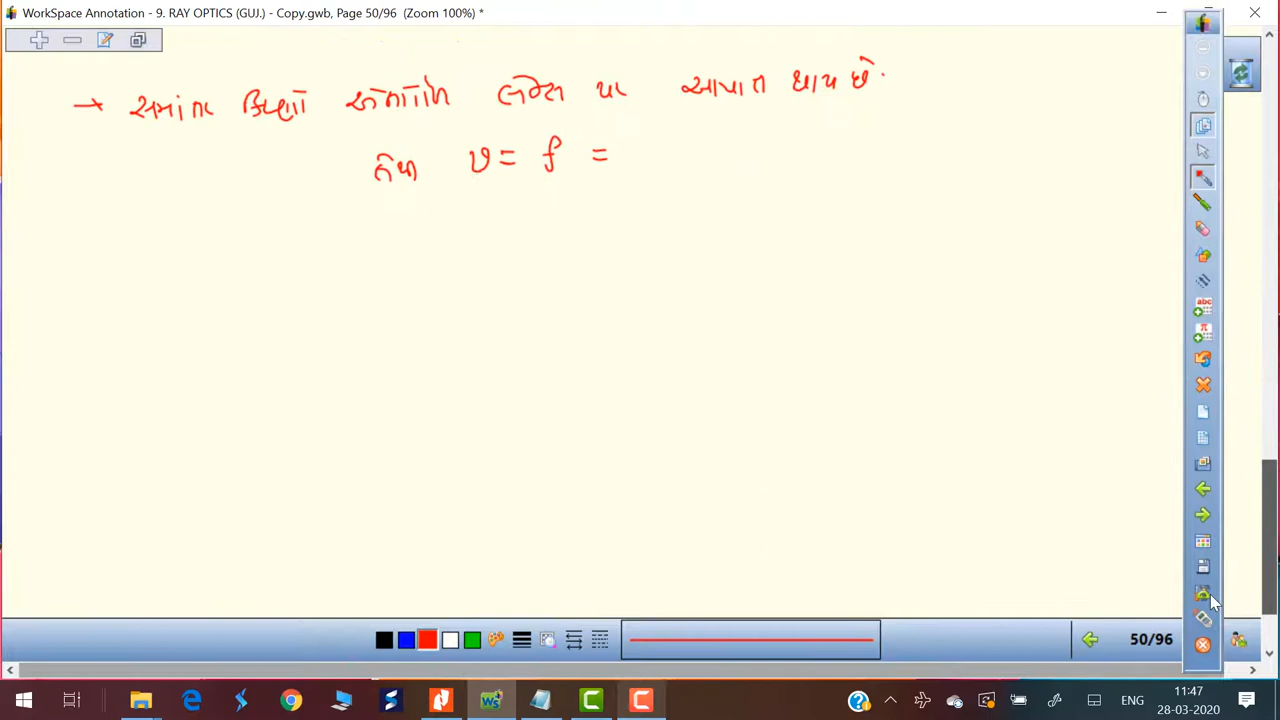 WorkSpace Annotation - 9. RAY OPTICS (GUJ.) - Copy.gwb, Page 50/96 (Zoom 100%) *
→ સમાંતર કિરણો લેન્સ પર આપાત થાય છે.
v = f =
abc
π
50/96
ENG
11:47
28-03-2020